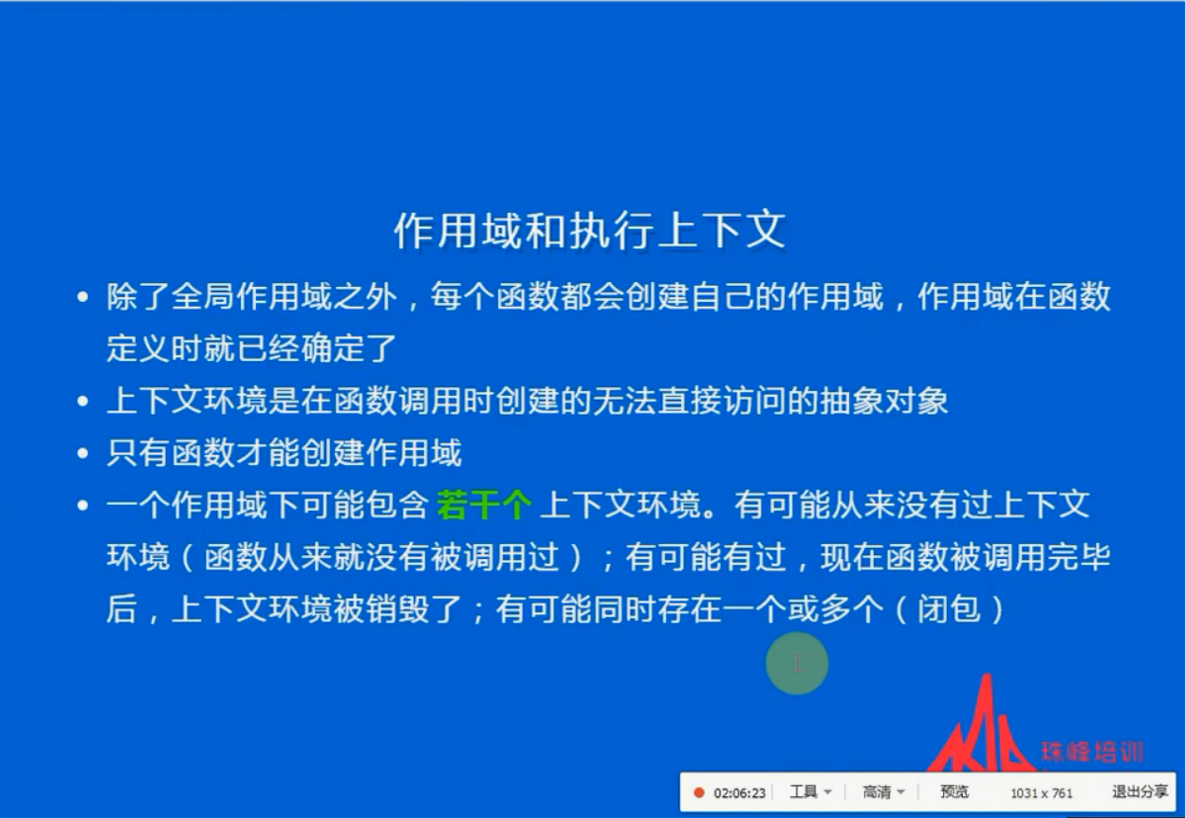 作用域和执行上下文
• 除了全局作用域之外，每个函数都会创建自己的作用域，作用域在函数
定义时就已经确定了
• 上下文环境是在函数调用时创建的无法直接访问的抽象对象
• 只有函数才能创建作用域
• 一个作用域下可能包含 若干个 上下文环境。有可能从来没有过上下文
环境（函数从来就没有被调用过）；有可能有过，现在函数被调用完毕
后，上下文环境被销毁了；有可能同时存在一个或多个（闭包）
珠峰培训
02:06:23 工具 高清 预览 1031 x 761 退出分享